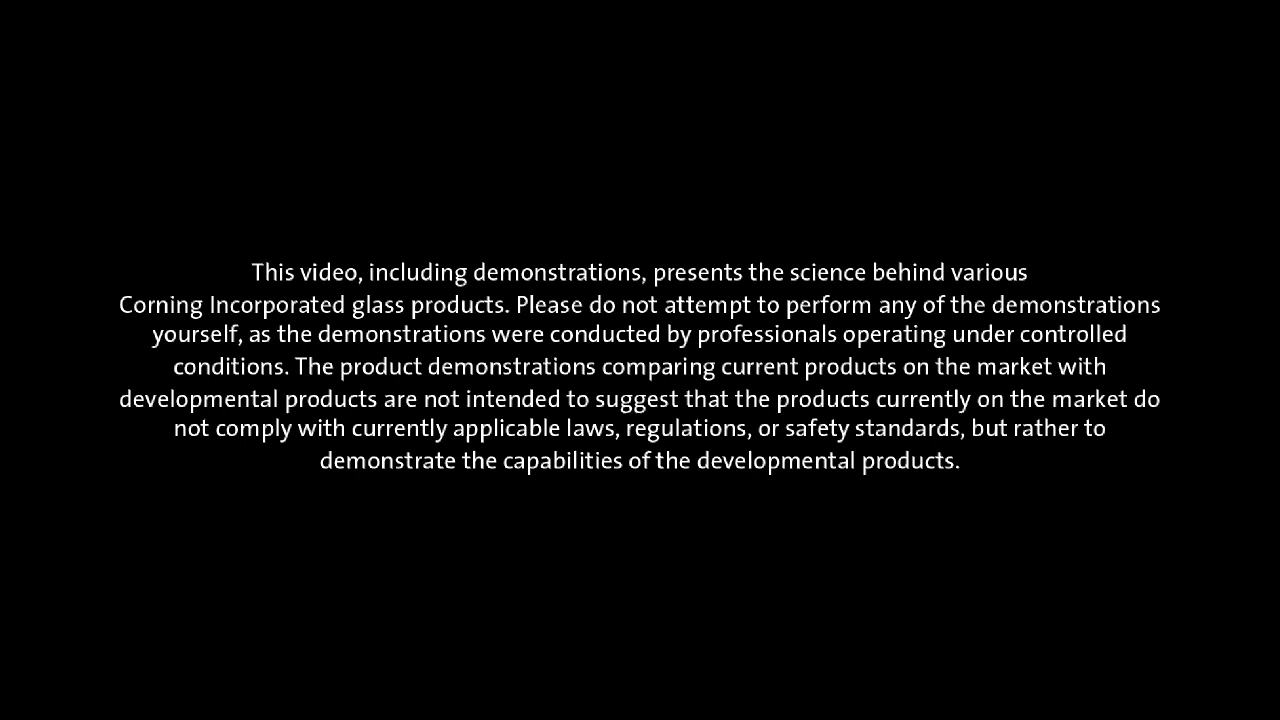 This video, including demonstrations, presents the science behind various
Corning Incorporated glass products. Please do not attempt to perform any of the demonstrations
yourself, as the demonstrations were conducted by professionals operating under controlled
conditions. The product demonstrations comparing current products on the market with
developmental products are not intended to suggest that the products currently on the market do
not comply with currently applicable laws, regulations, or safety standards, but rather to
demonstrate the capabilities of the developmental products.